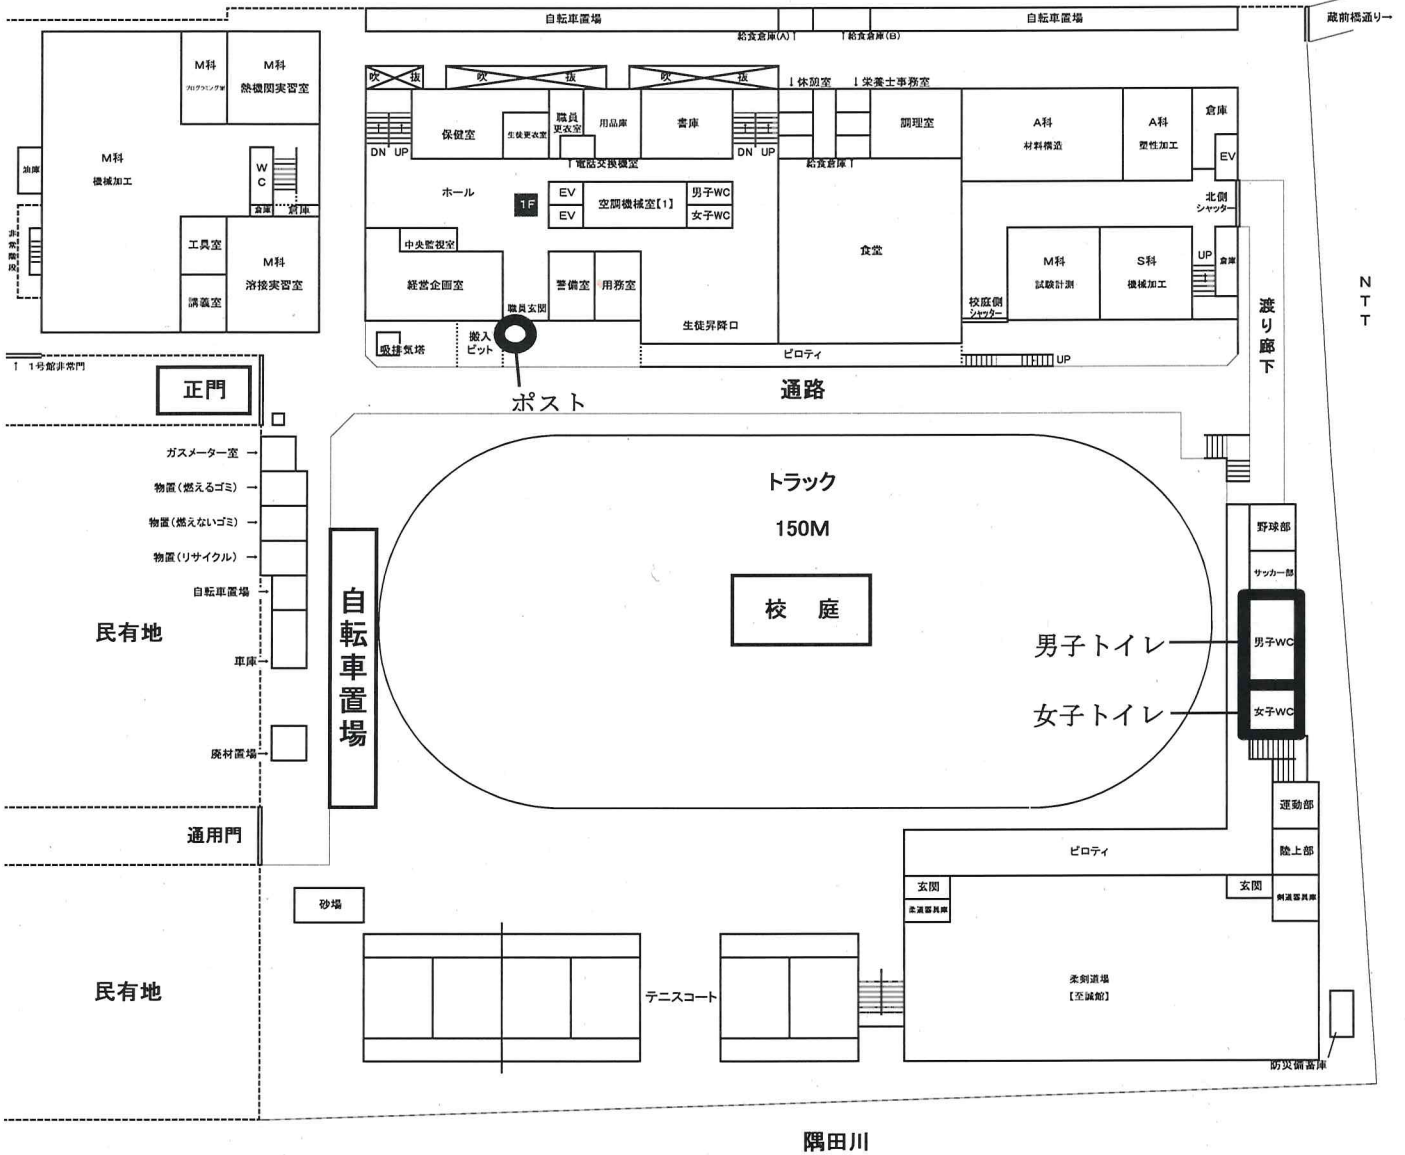 自転車置場
自転車置場
蔵前橋通り→
給食倉庫(A)↑
↑給食倉庫(B)
M科
プログラミング室
M科
熱機関実習室
M科
機械加工
油庫
WC
倉庫
倉庫
非常階段
工具室
講義室
M科
溶接実習室
吹 抜
吹 抜
吹 抜
↓休憩室
↓栄養士事務室
DN UP
保健室
生徒更衣室
職員
更衣室
用品庫
書庫
DN UP
↑電話交換機室
給食倉庫↑
調理室
A科
材料構造
A科
塑性加工
倉庫
EV
ホール
1F
EV
EV
空調機械室【1】
男子WC
女子WC
北側
シャッター
中央監視室
経営企画室
職員玄関
警備室
用務室
生徒昇降口
食堂
校庭側
シャッター
M科
試験計測
S科
機械加工
UP
倉庫
吸排気塔
搬入
ピット
ピロティ
UP
渡り廊下
NTT
↑ 1号館非常門
正門
ポスト
通路
ガスメーター室 →
物置(燃えるゴミ) →
物置(燃えないゴミ) →
物置(リサイクル) →
自転車置場 →
民有地
車庫
廃材置場→
自転車置場
トラック
150M
校 庭
野球部
サッカー部
男子トイレ
男子WC
女子トイレ
女子WC
運動部
陸上部
通用門
ピロティ
玄関
柔道器具庫
玄関
剣道器具庫
砂場
民有地
テニスコート
柔剣道場
【至誠館】
防災備蓄庫
隅田川